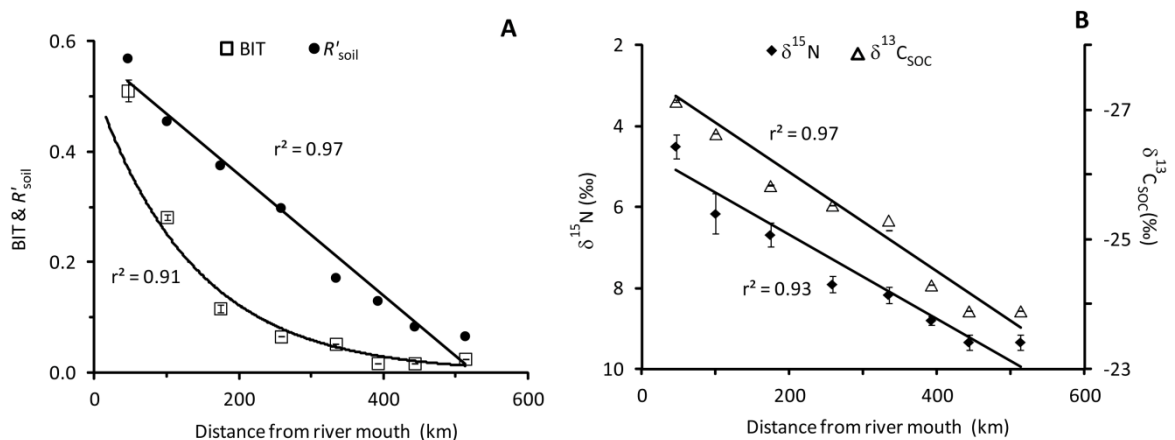 A
BIT R'soil
0.6
0.4
0.2
0.0
BIT & R'soil
r² = 0.97
r² = 0.91
0 200 400 600
Distance from river mouth (km)
B
δ¹⁵N δ¹³C_SOC
2
4
6
8
10
δ¹⁵N (‰)
r² = 0.97
r² = 0.93
-27
-25
-23
δ¹³C_SOC (‰)
0 200 400 600
Distance from river mouth (km)